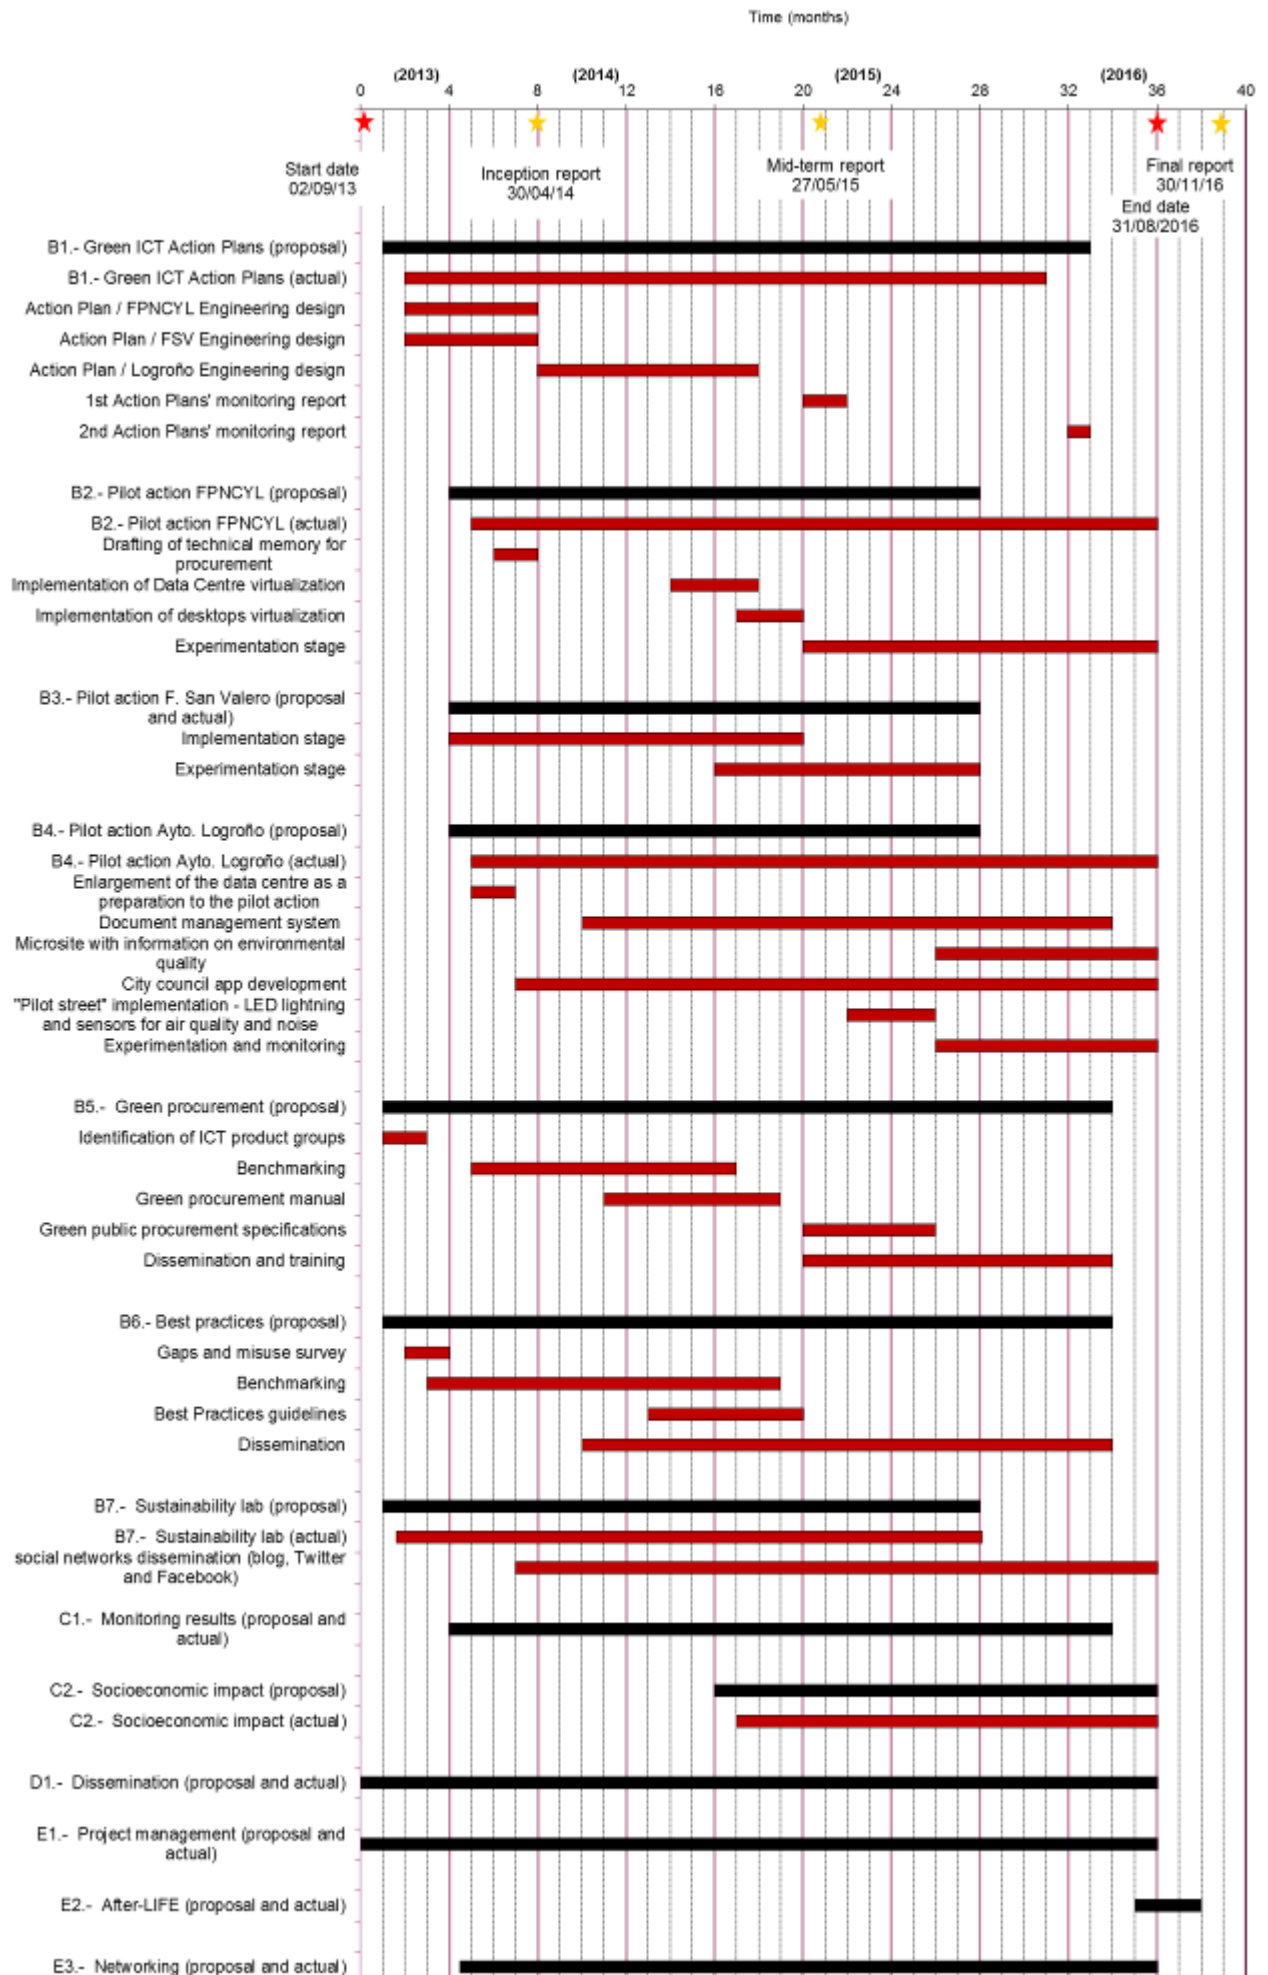 Time (months)
(2013) (2014) (2015) (2016)
0 4 8 12 16 20 24 28 32 36 40
Start date
02/09/13
Inception report
30/04/14
Mid-term report
27/05/15
Final report
30/11/16
End date
31/08/2016
B1.- Green ICT Action Plans (proposal)
B1.- Green ICT Action Plans (actual)
Action Plan / FPNCYL Engineering design
Action Plan / FSV Engineering design
Action Plan / Logroño Engineering design
1st Action Plans' monitoring report
2nd Action Plans' monitoring report
B2.- Pilot action FPNCYL (proposal)
B2.- Pilot action FPNCYL (actual)
Drafting of technical memory for
procurement
Implementation of Data Centre virtualization
Implementation of desktops virtualization
Experimentation stage
B3.- Pilot action F. San Valero (proposal
and actual)
Implementation stage
Experimentation stage
B4.- Pilot action Ayto. Logroño (proposal)
B4.- Pilot action Ayto. Logroño (actual)
Enlargement of the data centre as a
preparation to the pilot action
Document management system
Microsite with information on environmental
quality
City council app development
"Pilot street" implementation - LED lightning
and sensors for air quality and noise
Experimentation and monitoring
B5.- Green procurement (proposal)
Identification of ICT product groups
Benchmarking
Green procurement manual
Green public procurement specifications
Dissemination and training
B6.- Best practices (proposal)
Gaps and misuse survey
Benchmarking
Best Practices guidelines
Dissemination
B7.- Sustainability lab (proposal)
B7.- Sustainability lab (actual)
social networks dissemination (blog, Twitter
and Facebook)
C1.- Monitoring results (proposal and
actual)
C2.- Socioeconomic impact (proposal)
C2.- Socioeconomic impact (actual)
D1.- Dissemination (proposal and actual)
E1.- Project management (proposal and
actual)
E2.- After-LIFE (proposal and actual)
E3.- Networking (proposal and actual)